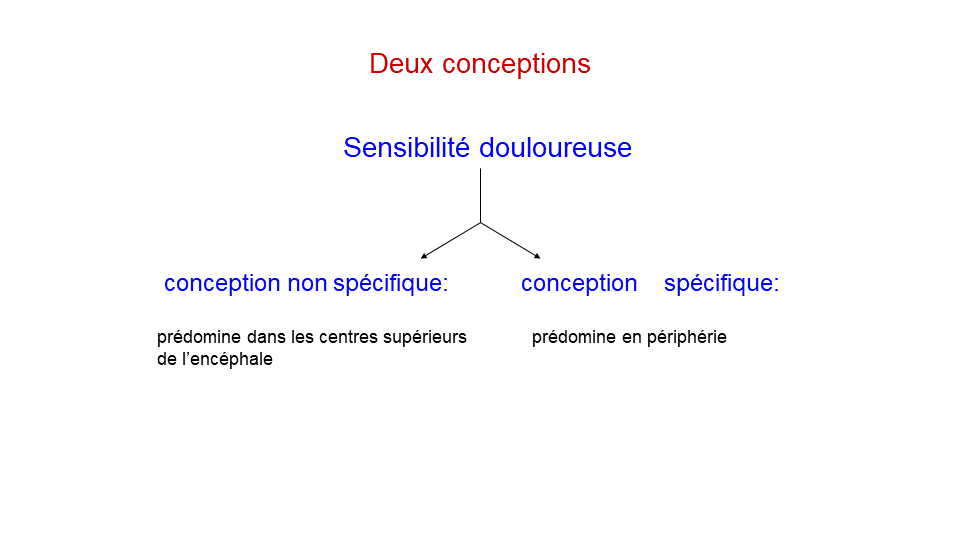 Deux conceptions
Sensibilité douloureuse
conception non spécifique:
conception spécifique:
prédomine dans les centres supérieurs
de l’encéphale
prédomine en périphérie